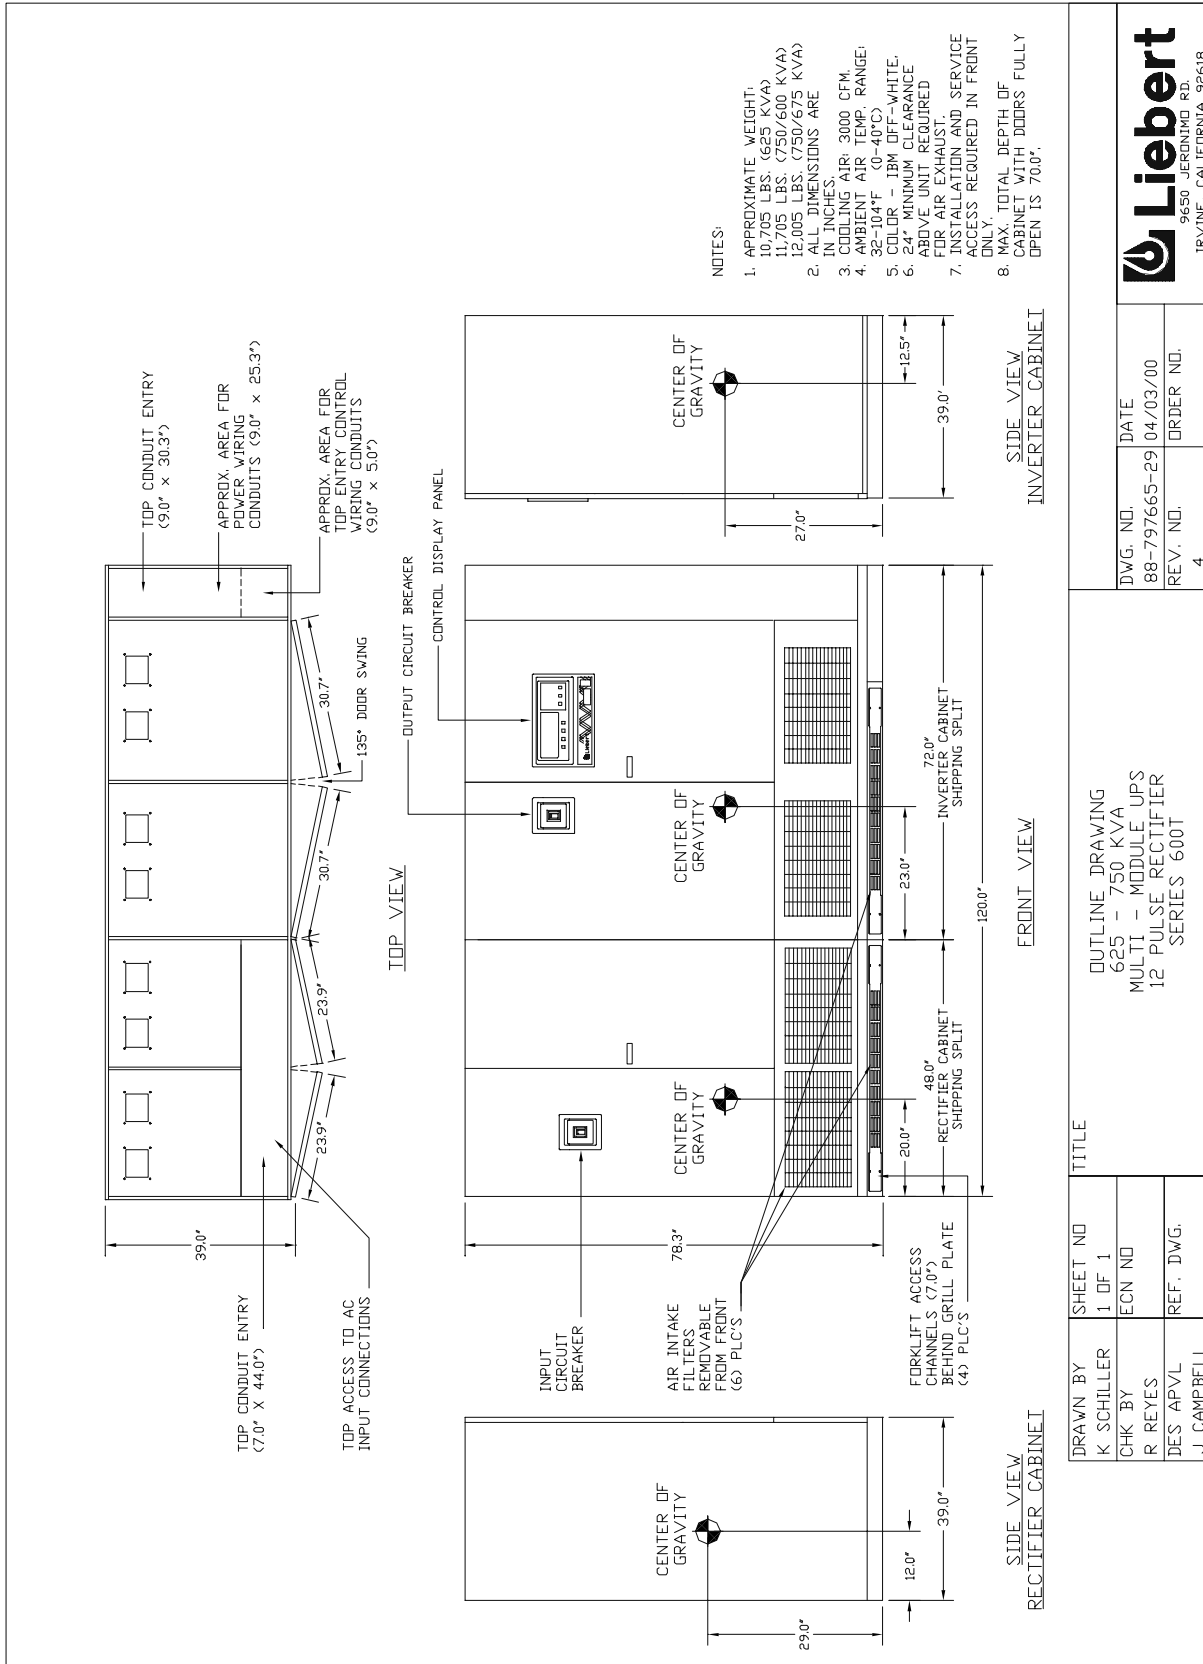 TOP CONDUIT ENTRY
(7.0" X 44.0")
TOP ACCESS TO AC
INPUT CONNECTIONS
39.0"
23.9"
23.9"
30.7"
30.7"
135° DOOR SWING
TOP CONDUIT ENTRY
(9.0" x 30.3")
APPROX. AREA FOR
POWER WIRING
CONDUITS (9.0" x 25.3")
APPROX. AREA FOR
TOP ENTRY CONTROL
WIRING CONDUITS
(9.0" x 5.0")
TOP VIEW
OUTPUT CIRCUIT BREAKER
CONTROL DISPLAY PANEL
CENTER OF
GRAVITY
29.0"
12.0"
39.0"
SIDE VIEW
RECTIFIER CABINET
INPUT
CIRCUIT
BREAKER
AIR INTAKE
FILTERS
REMOVABLE
FROM FRONT
(6) PLC'S
FORKLIFT ACCESS
CHANNELS (7.0")
BEHIND GRILL PLATE
(4) PLC'S
78.3"
CENTER OF
GRAVITY
CENTER OF
GRAVITY
Liebert
20.0"
23.0"
48.0"
RECTIFIER CABINET
SHIPPING SPLIT
72.0"
INVERTER CABINET
SHIPPING SPLIT
120.0"
FRONT VIEW
CENTER OF
GRAVITY
27.0"
12.5"
39.0'
SIDE VIEW
INVERTER CABINET
NOTES:
1. APPROXIMATE WEIGHT:
10,705 LBS. (625 KVA)
11,705 LBS. (750/600 KVA)
12,005 LBS. (750/675 KVA)
2. ALL DIMENSIONS ARE
IN INCHES.
3. COOLING AIR: 3000 CFM.
4. AMBIENT AIR TEMP. RANGE:
32-104°F (0-40°C)
5. COLOR - IBM OFF-WHITE.
6. 24" MINIMUM CLEARANCE
ABOVE UNIT REQUIRED
FOR AIR EXHAUST.
7. INSTALLATION AND SERVICE
ACCESS REQUIRED IN FRONT
ONLY.
8. MAX. TOTAL DEPTH OF
CABINET WITH DOORS FULLY
OPEN IS 70.0".
DRAWN BY
K SCHILLER
CHK BY
R REYES
DES APVL
J CAMPBELL
SHEET NO
1 OF 1
ECN NO
REF. DWG.
TITLE
OUTLINE DRAWING
625 - 750 KVA
MULTI - MODULE UPS
12 PULSE RECTIFIER
SERIES 600T
DWG. NO.
88-797665-29
REV. NO.
4
DATE
04/03/00
ORDER NO.
Liebert
9650 JERONIMO RD.
IRVINE, CALIFORNIA 92618